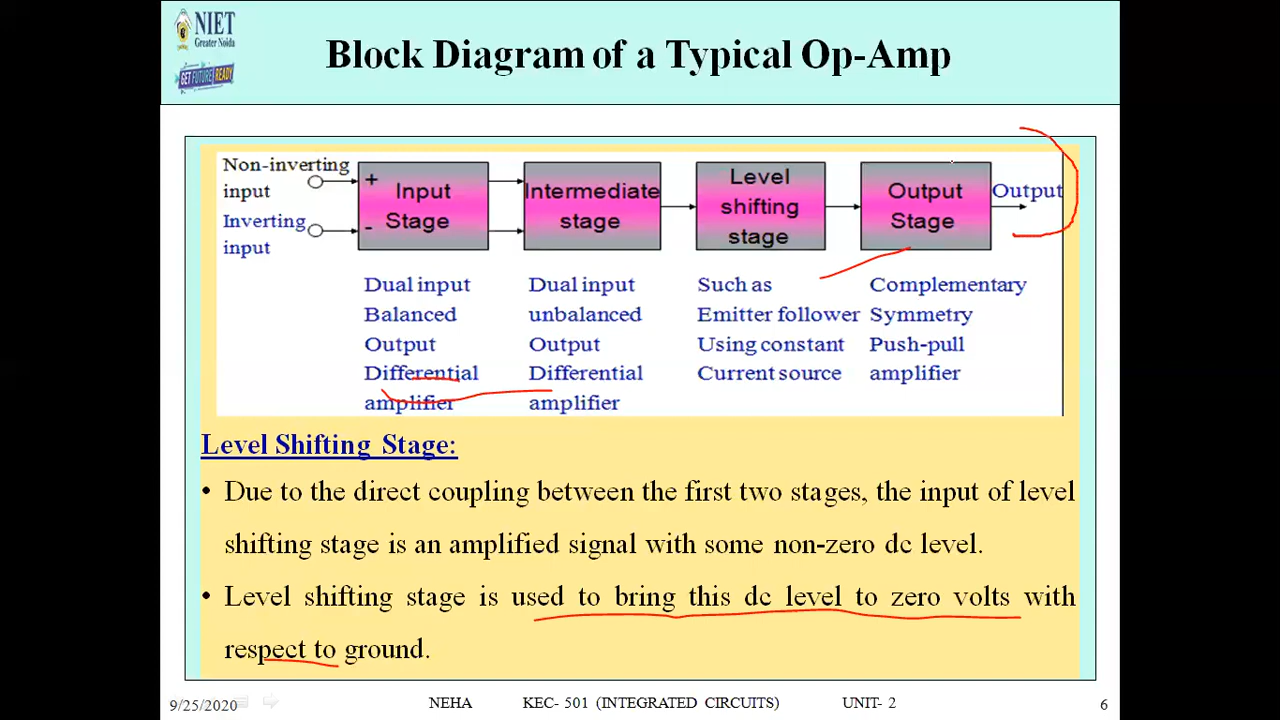 NIET
Greater Noida
GET FUTURE READY
Block Diagram of a Typical Op-Amp
Non-inverting
input
Inverting
input
+
-
Input
Stage
Intermediate
stage
Level
shifting
stage
Output
Stage
Output
Dual input
Balanced
Output
Differential
amplifier
Dual input
unbalanced
Output
Differential
amplifier
Such as
Emitter follower
Using constant
Current source
Complementary
Symmetry
Push-pull
amplifier
Level Shifting Stage:
• Due to the direct coupling between the first two stages, the input of level
shifting stage is an amplified signal with some non-zero dc level.
• Level shifting stage is used to bring this dc level to zero volts with
respect to ground.
9/25/2020 NEHA KEC- 501 (INTEGRATED CIRCUITS) UNIT- 2 6